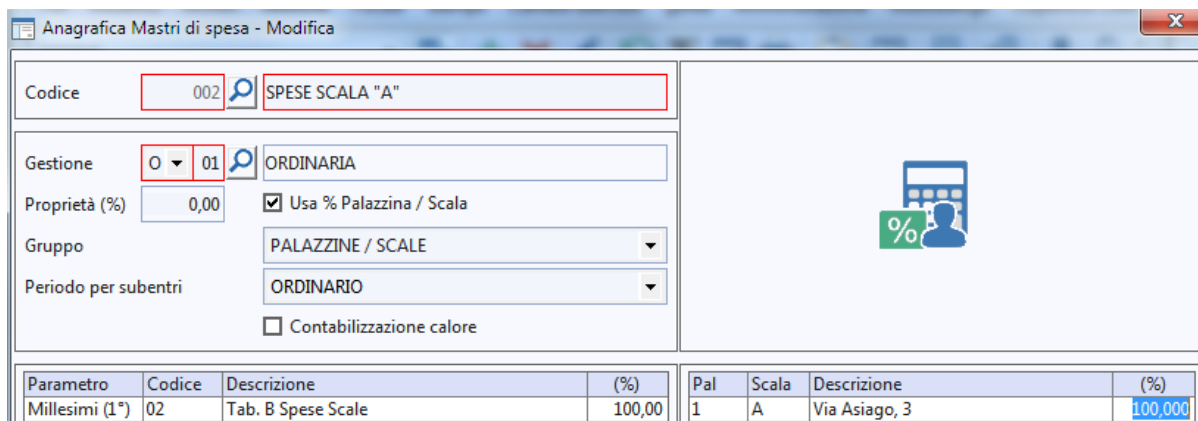 Anagrafica Mastri di spesa - Modifica
x
Codice 002 SPESE SCALA "A"
Gestione O 01 ORDINARIA
Proprietà (%) 0,00 Usa % Palazzina / Scala
Gruppo PALAZZINE / SCALE
Periodo per subentri ORDINARIO
Contabilizzazione calore
%
Parametro Codice Descrizione (%) Pal Scala Descrizione (%)
Millesimi (1°) 02 Tab. B Spese Scale 100,00 1 A Via Asiago, 3 100,000